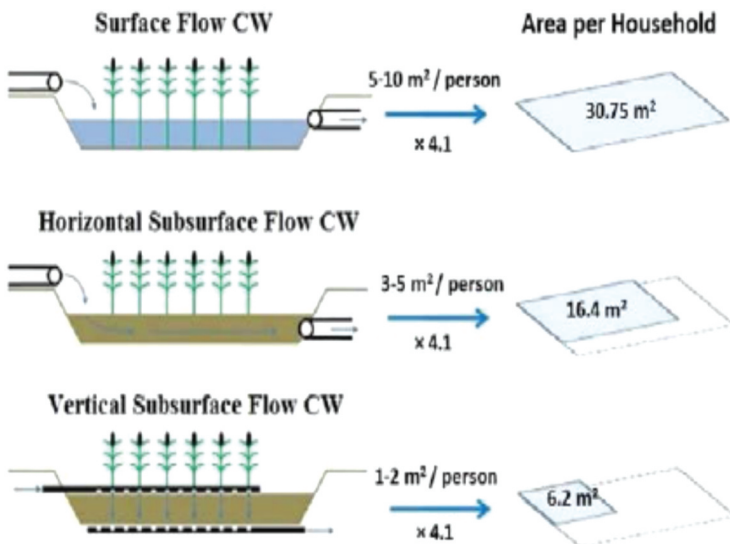 Surface Flow CW
Area per Household
5-10 m²/ person
x 4.1
30.75 m²
Horizontal Subsurface Flow CW
3-5 m²/ person
x 4.1
16.4 m²
Vertical Subsurface Flow CW
1-2 m²/ person
x 4.1
6.2 m²